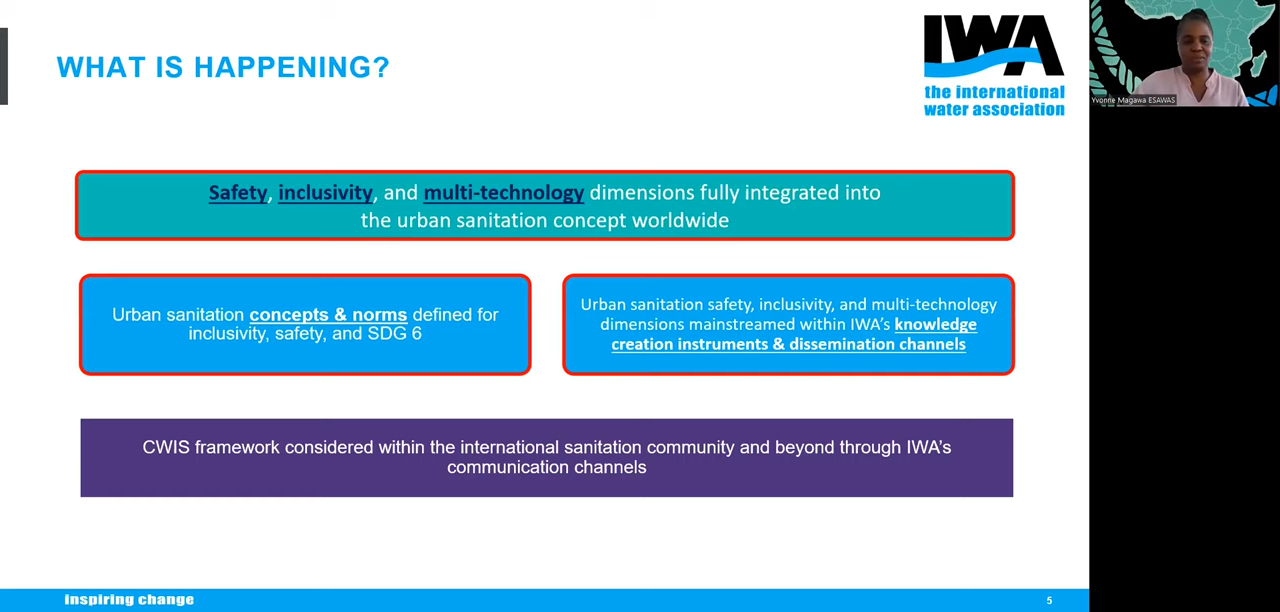 WHAT IS HAPPENING?
IWA
the international
water association
Yvonne Magawa ESAWAS
Safety, inclusivity, and multi-technology dimensions fully integrated into
the urban sanitation concept worldwide
Urban sanitation concepts & norms defined for
inclusivity, safety, and SDG 6
Urban sanitation safety, inclusivity, and multi-technology
dimensions mainstreamed within IWA's knowledge
creation instruments & dissemination channels
CWIS framework considered within the international sanitation community and beyond through IWA's
communication channels
inspiring change
5